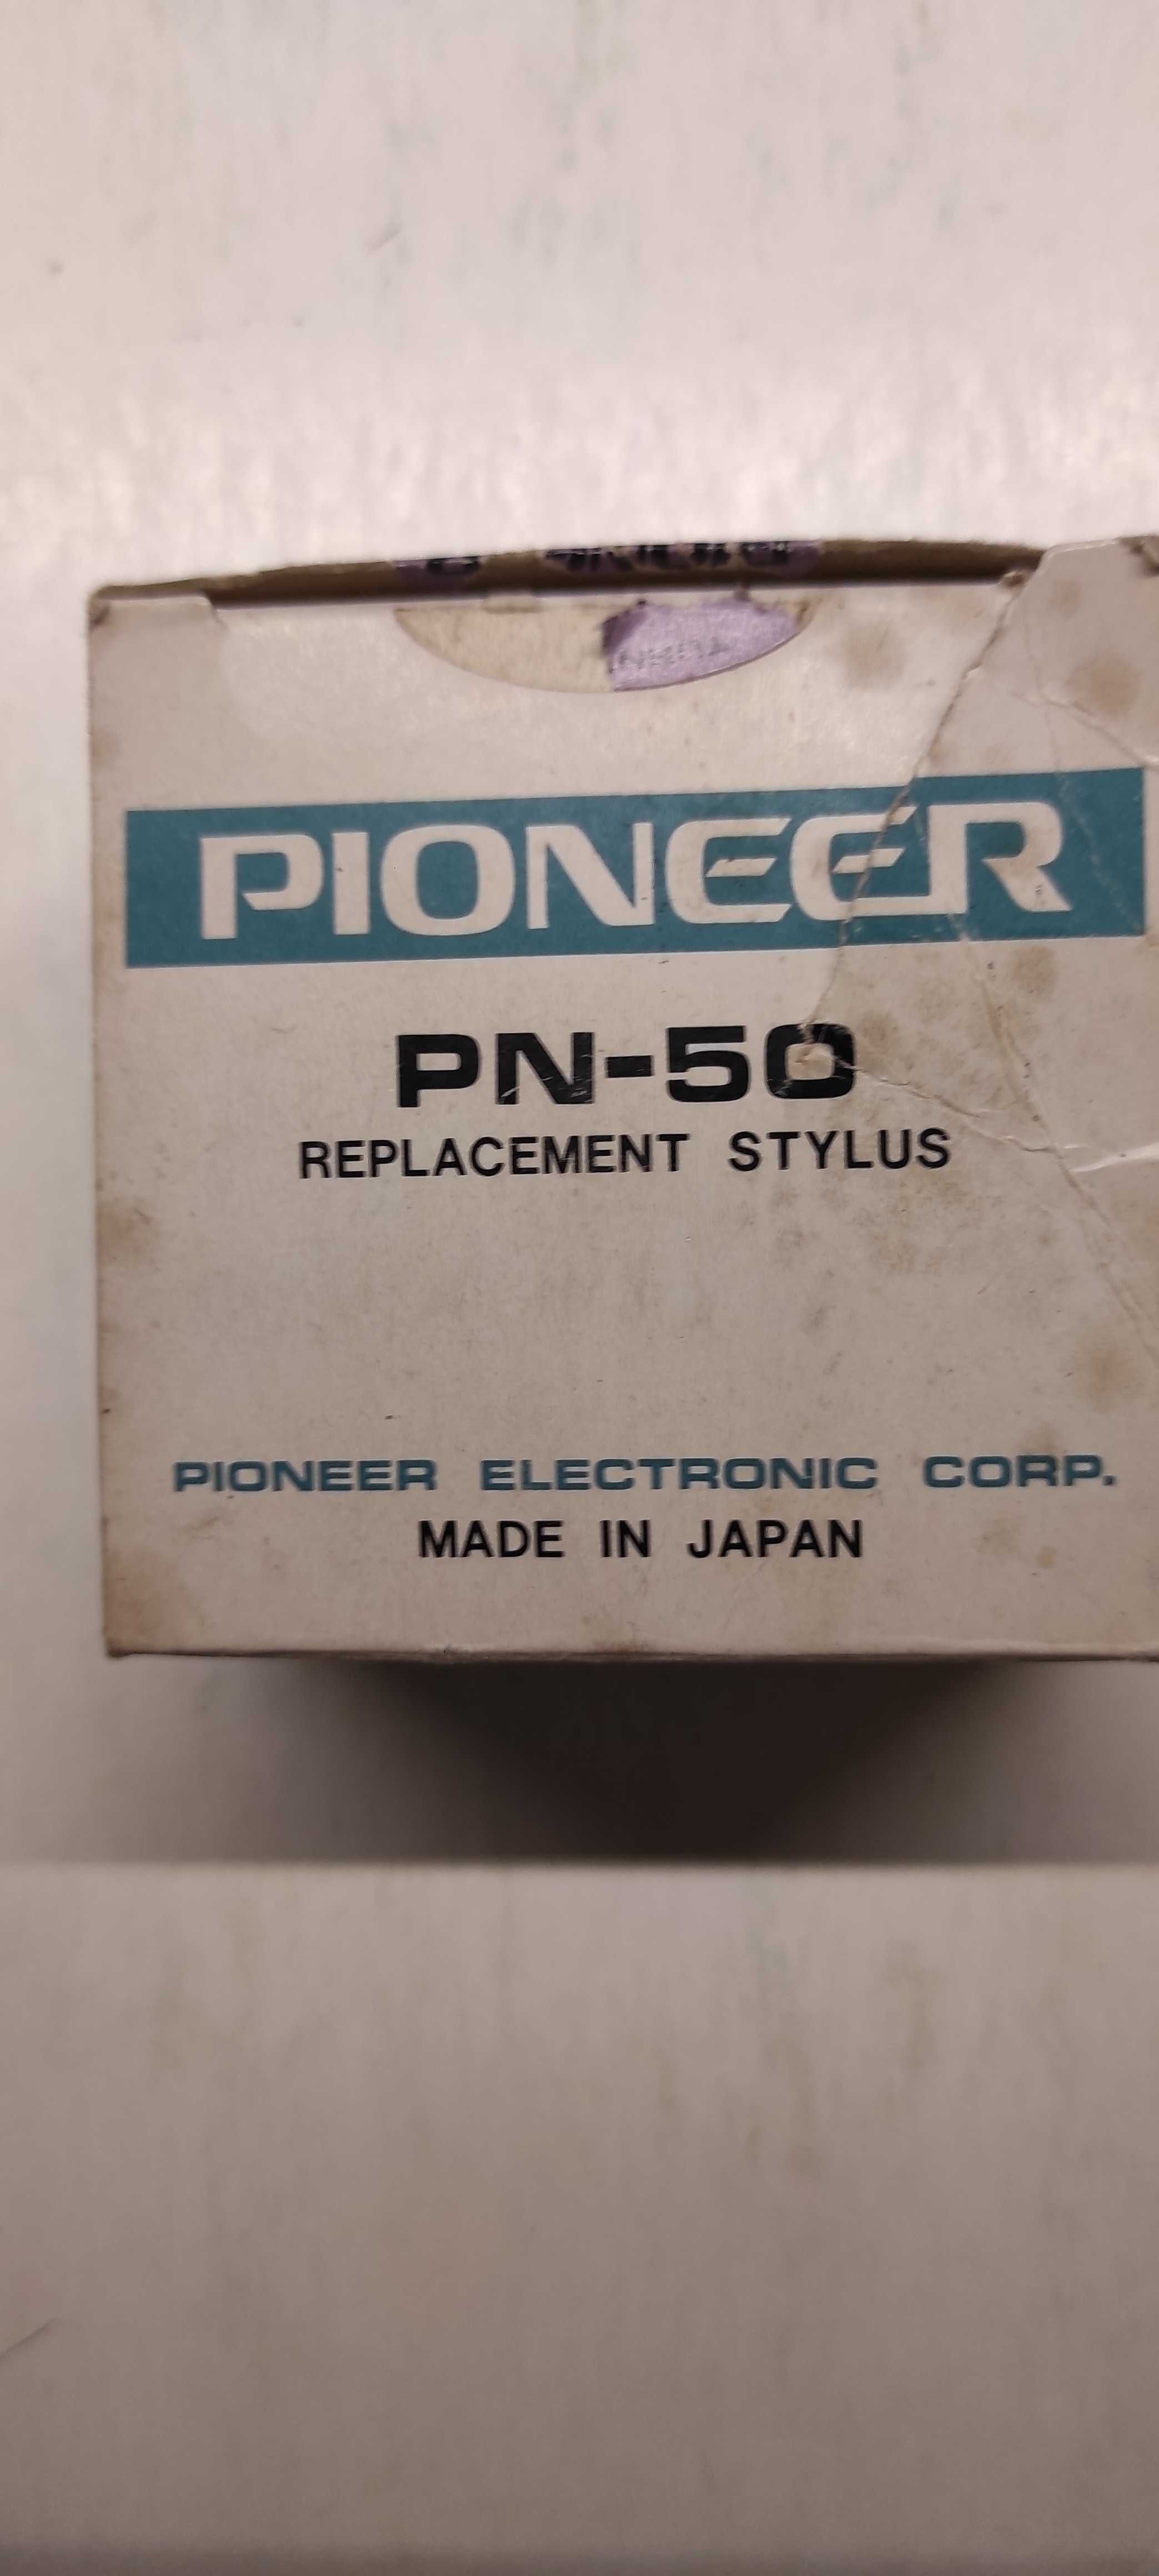 PIONEER
PN-50
REPLACEMENT STYLUS
PIONEER ELECTRONIC CORP.
MADE IN JAPAN